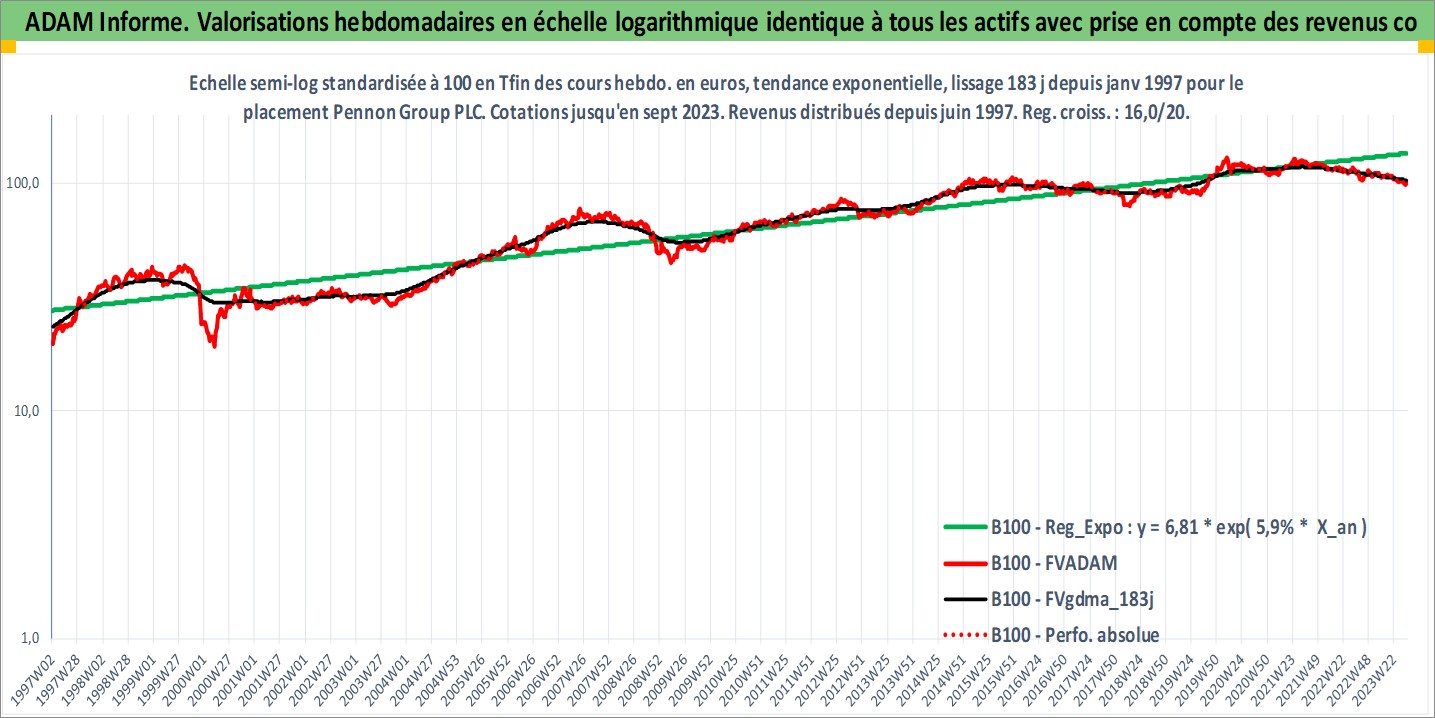 ADAM Informe. Valorisations hebdomadaires en échelle logarithmique identique à tous les actifs avec prise en compte des revenus co
Echelle semi-log standardisée à 100 en Tfin des cours hebdo. en euros, tendance exponentielle, lissage 183 j depuis janv 1997 pour le
placement Pennon Group PLC. Cotations jusqu'en sept 2023. Revenus distribués depuis juin 1997. Reg. croiss. : 16,0/20.
100,0
10,0
1,0
B100 - Reg_Expo : y = 6,81 * exp( 5,9% * X_an )
B100 - FVADAM
B100 - FVgdma_183j
B100 - Perfo. absolue
1997W02
1997W28
1998W02
1998W28
1999W01
1999W27
2000W01
2000W27
2001W01
2001W27
2002W01
2002W27
2003W01
2003W27
2004W01
2004W27
2004W53
2005W26
2005W52
2006W26
2006W52
2007W26
2007W52
2008W26
2008W52
2009W26
2009W52
2010W25
2010W51
2011W25
2011W51
2012W25
2012W51
2013W25
2013W51
2014W25
2014W51
2015W25
2015W51
2016W24
2016W50
2017W24
2017W50
2018W24
2018W50
2019W24
2019W50
2020W24
2020W50
2021W23
2021W49
2022W22
2022W48
2023W22